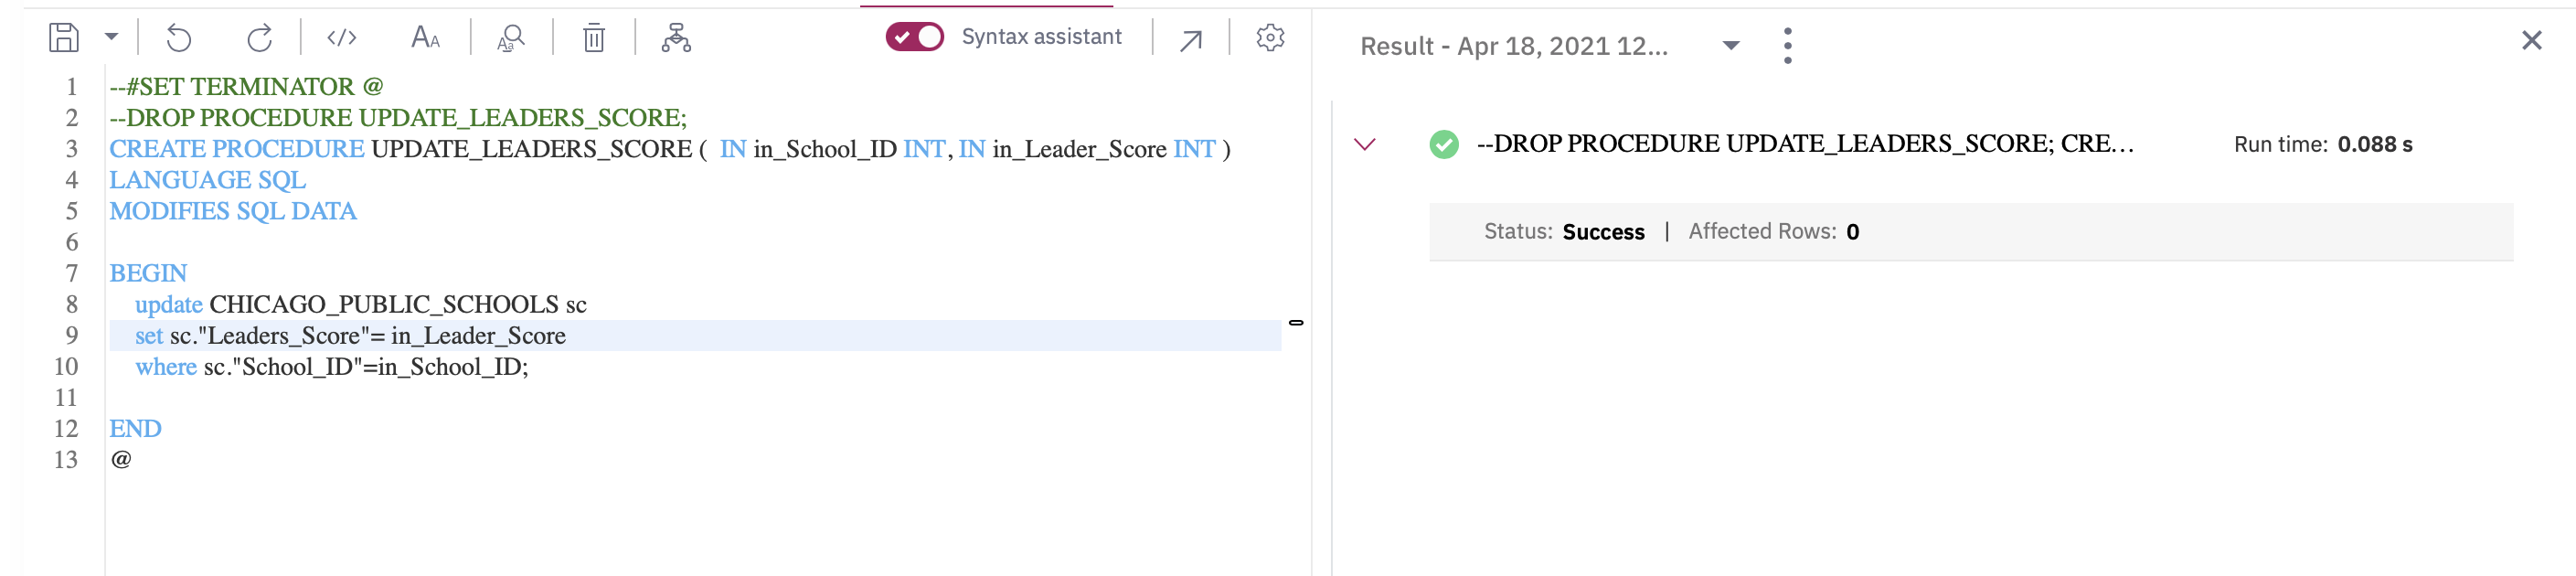 Syntax assistant
Result - Apr 18, 2021 12...
1 --#SET TERMINATOR @
2 --DROP PROCEDURE UPDATE_LEADERS_SCORE;
3 CREATE PROCEDURE UPDATE_LEADERS_SCORE (  IN in_School_ID INT, IN in_Leader_Score INT )
4 LANGUAGE SQL
5 MODIFIES SQL DATA
6
7 BEGIN
8     update CHICAGO_PUBLIC_SCHOOLS sc
9     set sc."Leaders_Score"= in_Leader_Score
10     where sc."School_ID"=in_School_ID;
11
12 END
13 @
--DROP PROCEDURE UPDATE_LEADERS_SCORE; CRE... Run time: 0.088 s
Status: Success | Affected Rows: 0